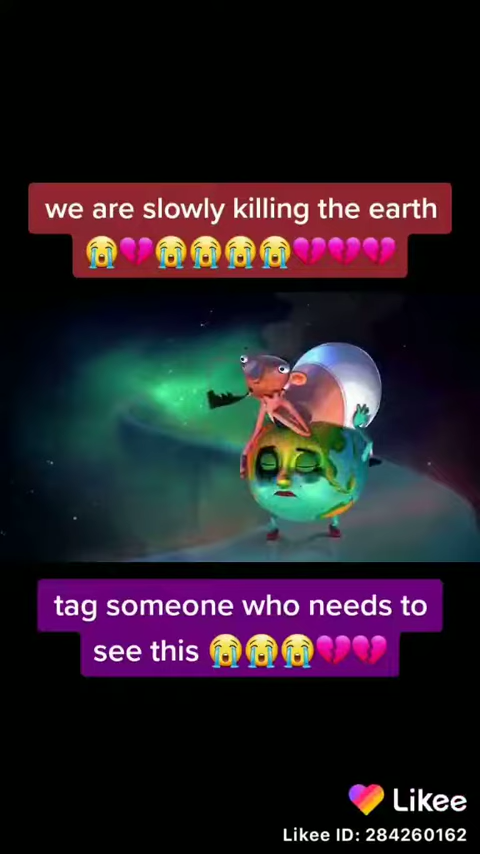 we are slowly killing the earth
😭💔😭😭😭😭💔💔💔
tag someone who needs to
see this 😭😭😭💔💔
Likee
Likee ID: 284260162